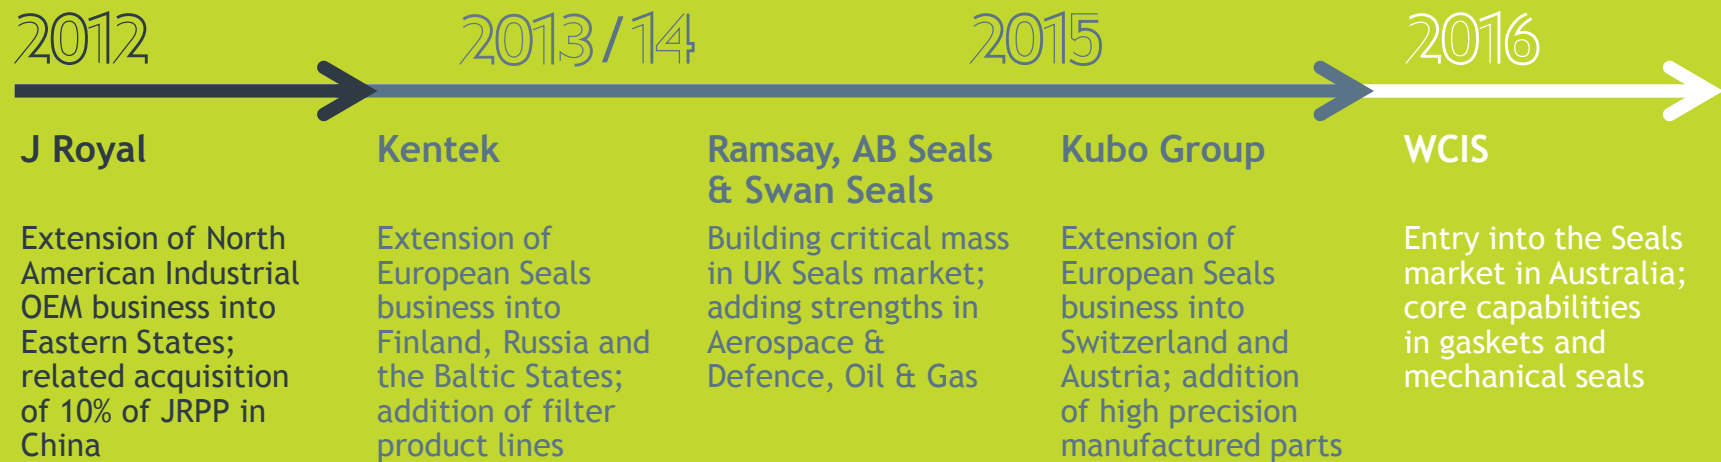 2012
2013/14
2015
2016
J Royal
Extension of North
American Industrial
OEM business into
Eastern States;
related acquisition
of 10% of JRPP in
China
Kentek
Extension of
European Seals
business into
Finland, Russia and
the Baltic States;
addition of filter
product lines
Ramsay, AB Seals
& Swan Seals
Building critical mass
in UK Seals market;
adding strengths in
Aerospace &
Defence, Oil & Gas
Kubo Group
Extension of
European Seals
business into
Switzerland and
Austria; addition
of high precision
manufactured parts
WCIS
Entry into the Seals
market in Australia;
core capabilities
in gaskets and
mechanical seals